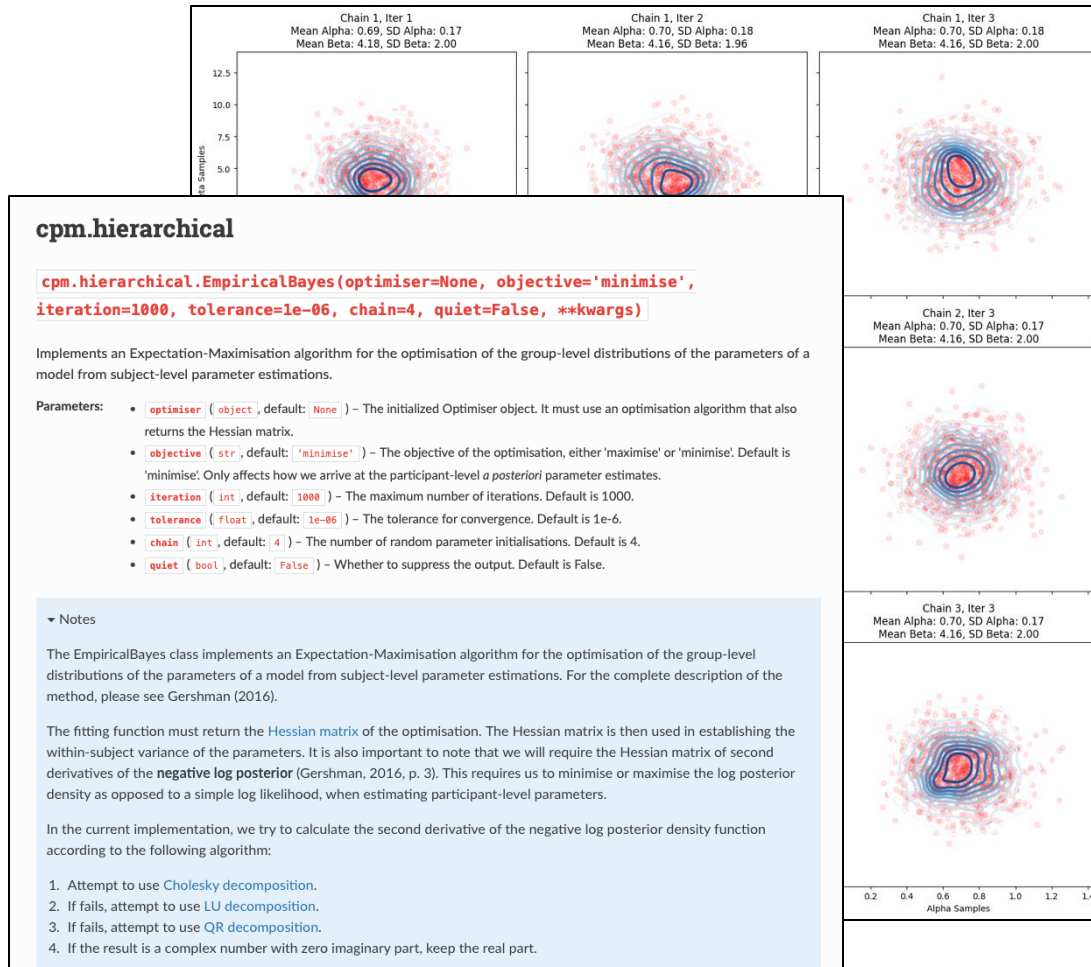 Chain 1, Iter 1
Mean Alpha: 0.69, SD Alpha: 0.17
Mean Beta: 4.18, SD Beta: 2.00
Chain 1, Iter 2
Mean Alpha: 0.70, SD Alpha: 0.18
Mean Beta: 4.16, SD Beta: 1.96
Chain 1, Iter 3
Mean Alpha: 0.70, SD Alpha: 0.18
Mean Beta: 4.16, SD Beta: 2.00
12.5
10.0
7.5
5.0
Samples
Chain 2, Iter 3
Mean Alpha: 0.70, SD Alpha: 0.17
Mean Beta: 4.16, SD Beta: 2.00
Chain 3, Iter 3
Mean Alpha: 0.70, SD Alpha: 0.17
Mean Beta: 4.16, SD Beta: 2.00
0.2 0.4 0.6 0.8 1.0 1.2
Alpha Samples
cpm.hierarchical
cpm.hierarchical.EmpiricalBayes(optimiser=None, objective='minimise',
iteration=1000, tolerance=1e-06, chain=4, quiet=False, **kwargs)
Implements an Expectation-Maximisation algorithm for the optimisation of the group-level distributions of the parameters of a
model from subject-level parameter estimations.
Parameters:
• optimiser ( object , default: None ) – The initialized Optimiser object. It must use an optimisation algorithm that also
returns the Hessian matrix.
• objective ( str , default: 'minimise' ) – The objective of the optimisation, either 'maximise' or 'minimise'. Default is
'minimise'. Only affects how we arrive at the participant-level a posteriori parameter estimates.
• iteration ( int , default: 1000 ) – The maximum number of iterations. Default is 1000.
• tolerance ( float , default: 1e-06 ) – The tolerance for convergence. Default is 1e-6.
• chain ( int , default: 4 ) – The number of random parameter initialisations. Default is 4.
• quiet ( bool , default: False ) – Whether to suppress the output. Default is False.
▾ Notes
The EmpiricalBayes class implements an Expectation-Maximisation algorithm for the optimisation of the group-level
distributions of the parameters of a model from subject-level parameter estimations. For the complete description of the
method, please see Gershman (2016).
The fitting function must return the Hessian matrix of the optimisation. The Hessian matrix is then used in establishing the
within-subject variance of the parameters. It is also important to note that we will require the Hessian matrix of second
derivatives of the negative log posterior (Gershman, 2016, p. 3). This requires us to minimise or maximise the log posterior
density as opposed to a simple log likelihood, when estimating participant-level parameters.
In the current implementation, we try to calculate the second derivative of the negative log posterior density function
according to the following algorithm:
1. Attempt to use Cholesky decomposition.
2. If fails, attempt to use LU decomposition.
3. If fails, attempt to use QR decomposition.
4. If the result is a complex number with zero imaginary part, keep the real part.